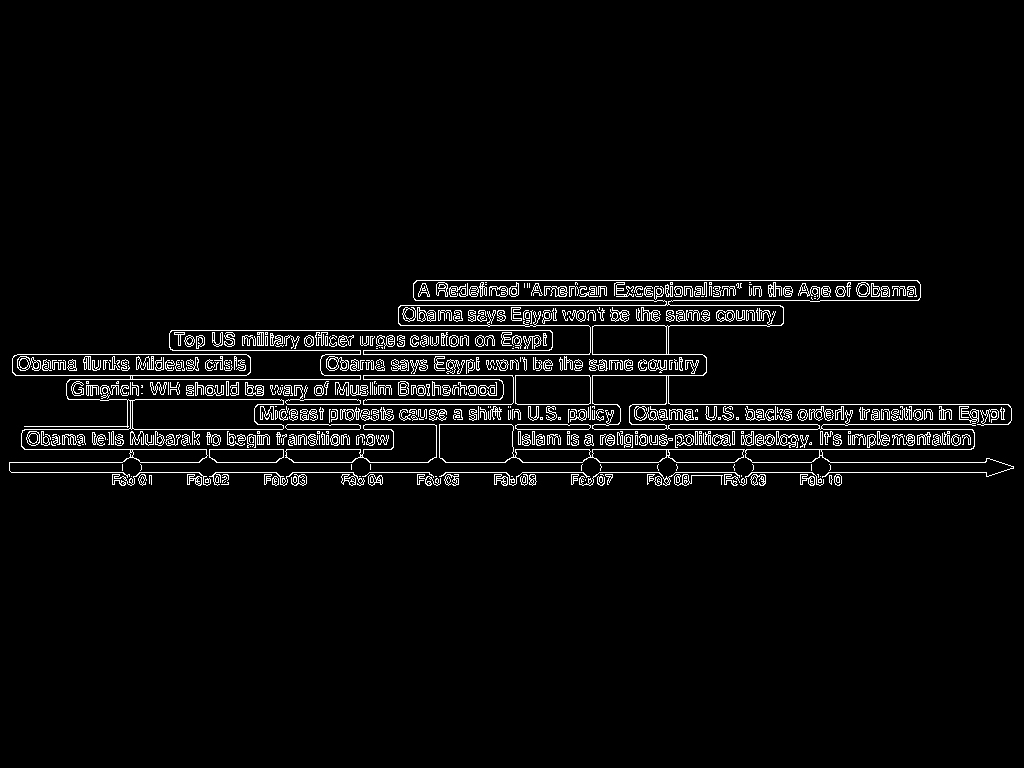 A Redefined "American Exceptionalism" in the Age of Obama
Obama says Egypt won't be the same country
Top US military officer urges caution on Egypt
Obama flunks Mideast crisis
Obama says Egypt won't be the same country
Gingrich: WH should be wary of Muslim Brotherhood
Mideast protests cause a shift in U.S. policy
Obama: U.S. backs orderly transition in Egypt
Obama tells Mubarak to begin transition now
Islam is a religious-political ideology. It's implementation
Feb 01 Feb 02 Feb 03 Feb 04 Feb 05 Feb 06 Feb 07 Feb 08 Feb 09 Feb 10